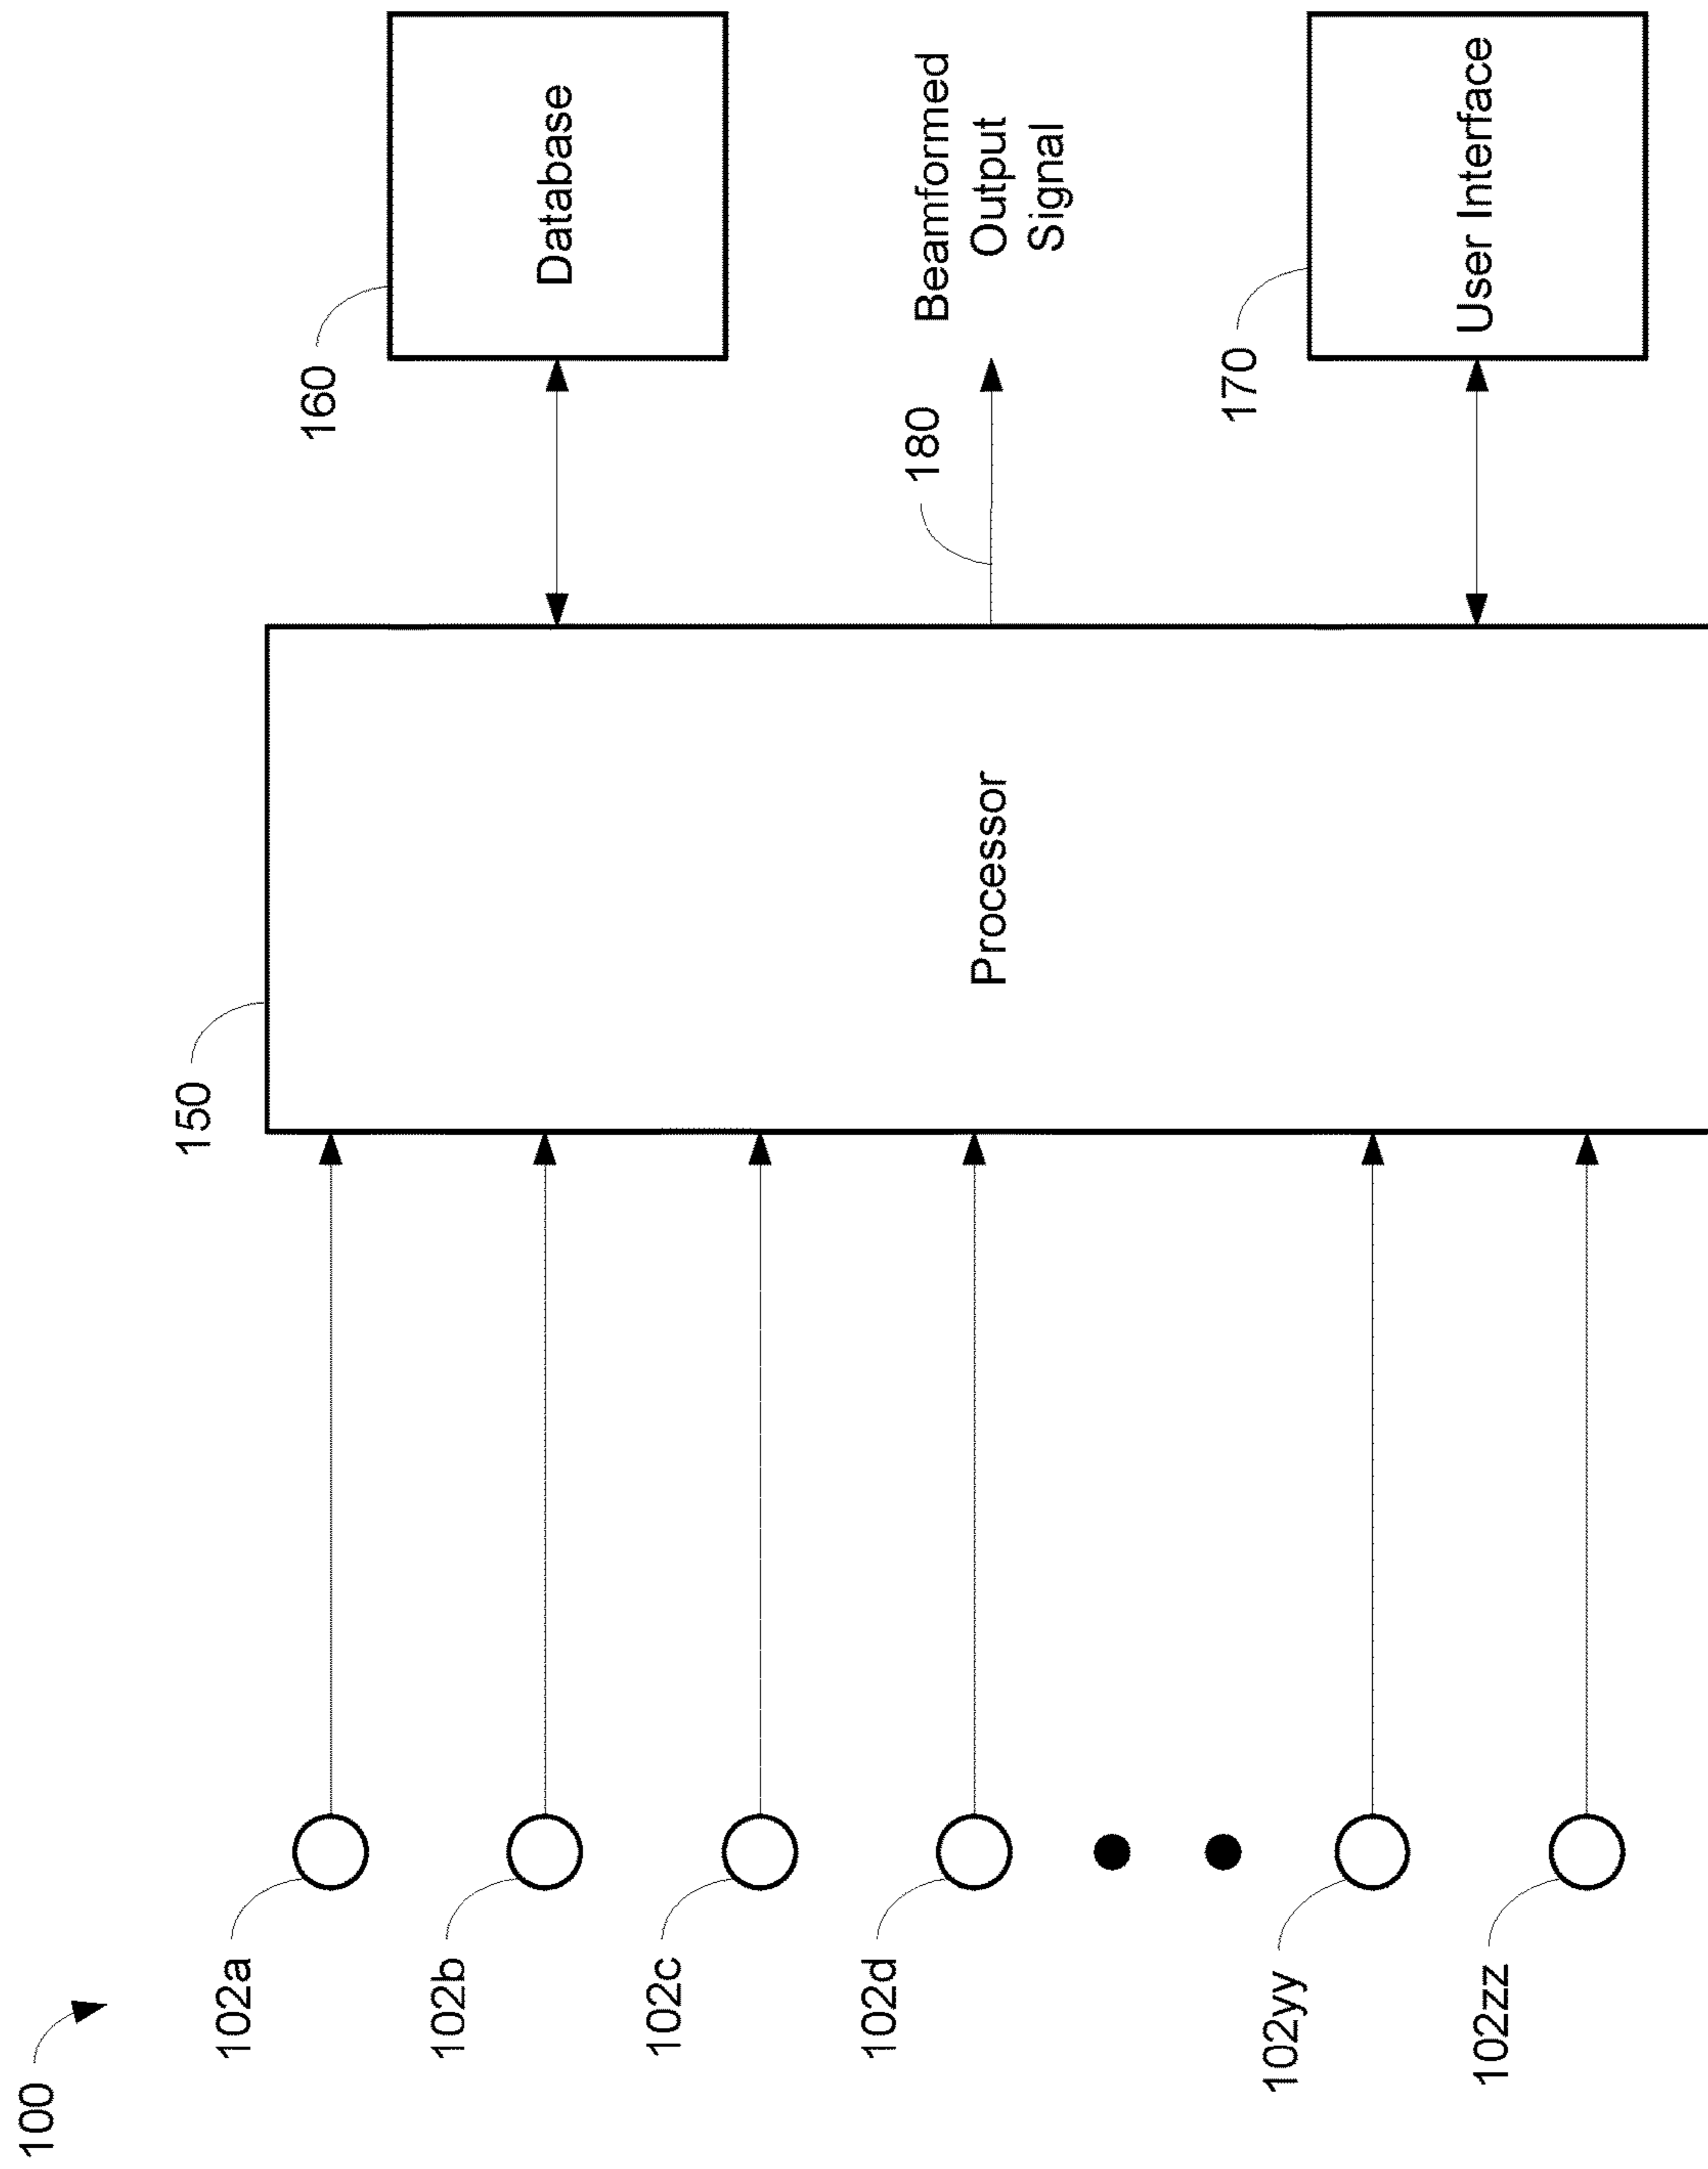 100
102a
102b
102c
102d
102yy
102zz
150
Processor
160
Database
180
Beamformed
Output
Signal
170
User Interface